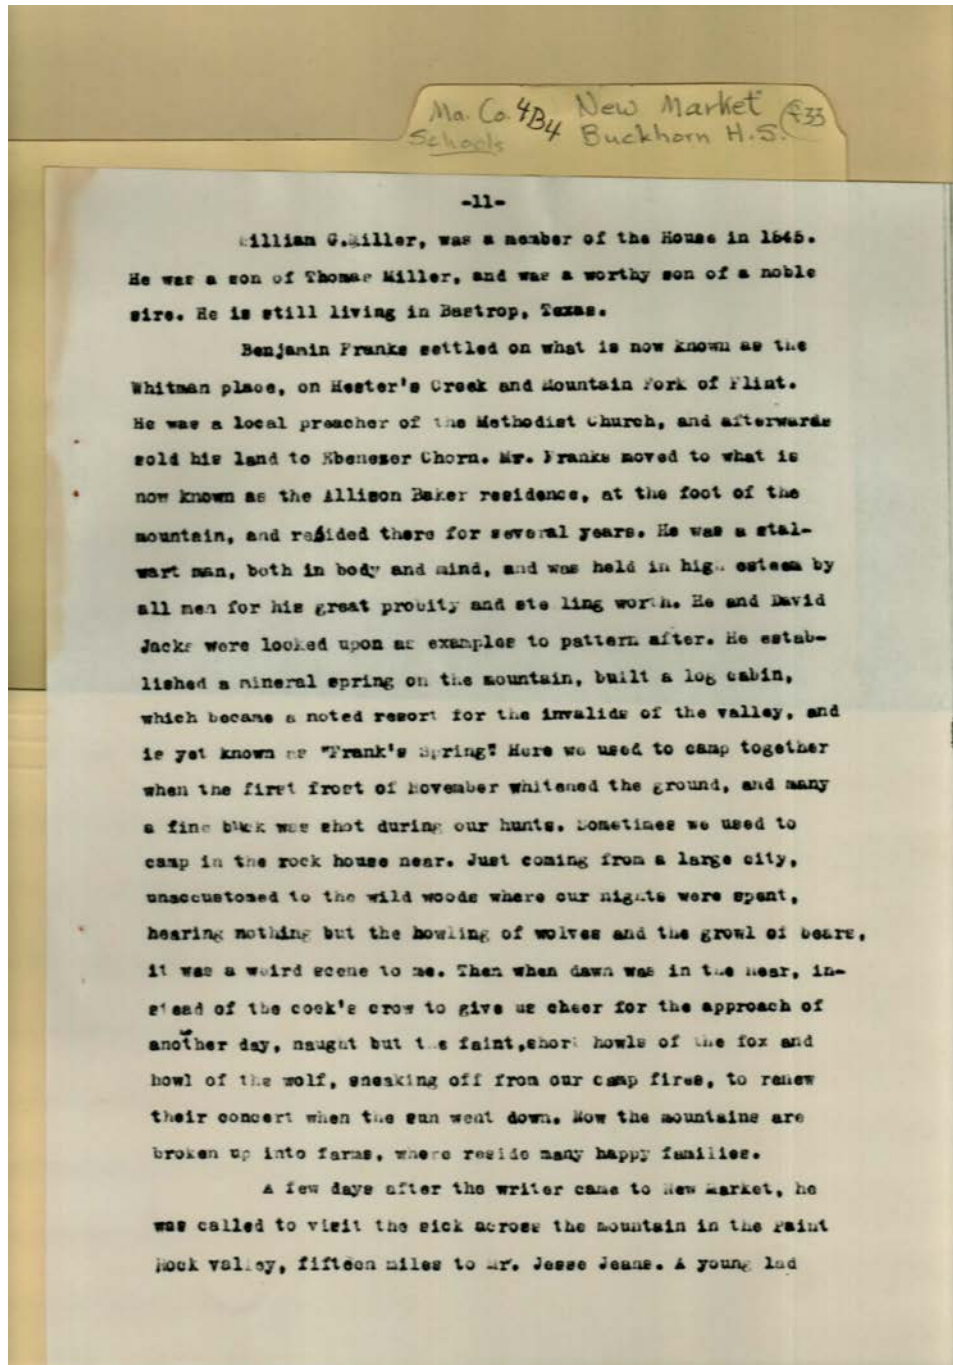 Ma. Co. 4B4 New Market F33
Schools Buckhorn H.S.
-11-
William G.Miller, was a member of the House in 1845.
He was a son of Thomas Miller, and was a worthy son of a noble
sire. He is still living in Bastrop, Texas.
Benjamin Franks settled on what is now known as the
Whitman place, on Hester's Creek and Mountain Fork of Flint.
He was a local preacher of the Methodist Church, and afterwards
sold his land to Ebenezer Chorn. Mr. Franks moved to what is
now known as the Allison Baker residence, at the foot of the
mountain, and resided there for several years. He was a stal-
wart man, both in body and mind, and was held in high esteem by
all men for his great probity and ste ling worth. He and David
Jacks were looked upon as examples to pattern after. He estab-
lished a mineral spring on the mountain, built a log cabin,
which became a noted resort for the invalids of the valley, and
is yet known as "Frank's Spring" Here we used to camp together
when the first frost of November whitened the ground, and many
a fine buck was shot during our hunts. Sometimes we used to
camp in the rock house near. Just coming from a large city,
unaccustomed to the wild woods where our nights were spent,
hearing nothing but the howling of wolves and the growl of bears,
it was a weird scene to me. Then when dawn was in the near, in-
stead of the cock's crow to give us cheer for the approach of
another day, naught but the faint,short howls of the fox and
howl of the wolf, sneaking off from our camp fires, to renew
their concert when the sun went down. Now the mountains are
broken up into farms, where reside many happy families.
A few days after the writer came to New Market, he
was called to visit the sick across the mountain in the Paint
Rock valley, fifteen miles to Mr. Jesse Jeans. A young lad